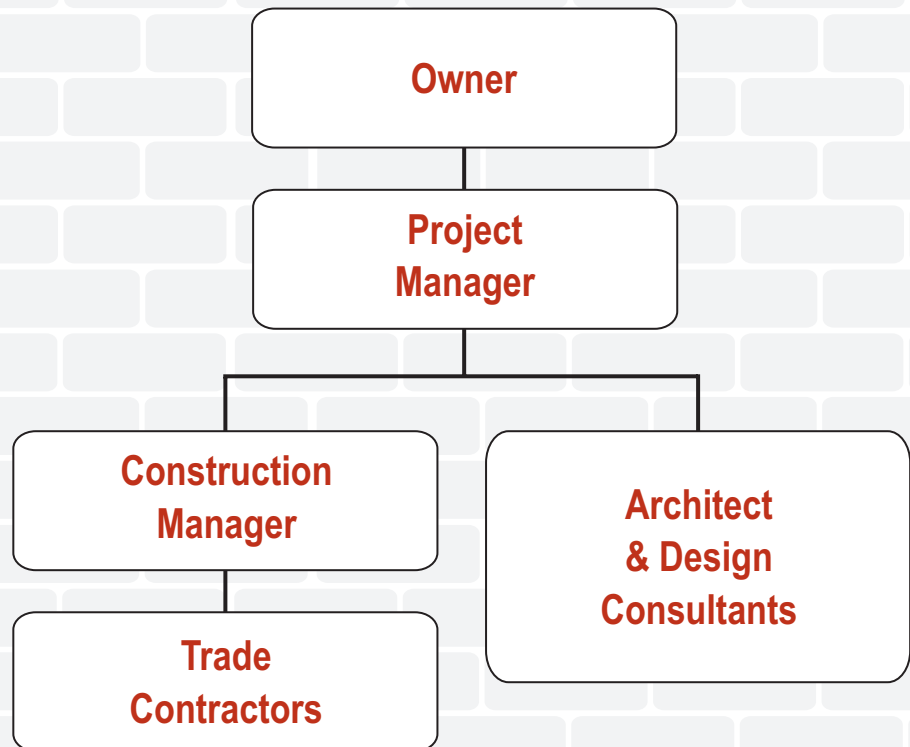 Owner
Project
Manager
Construction
Manager
Architect
& Design
Consultants
Trade
Contractors